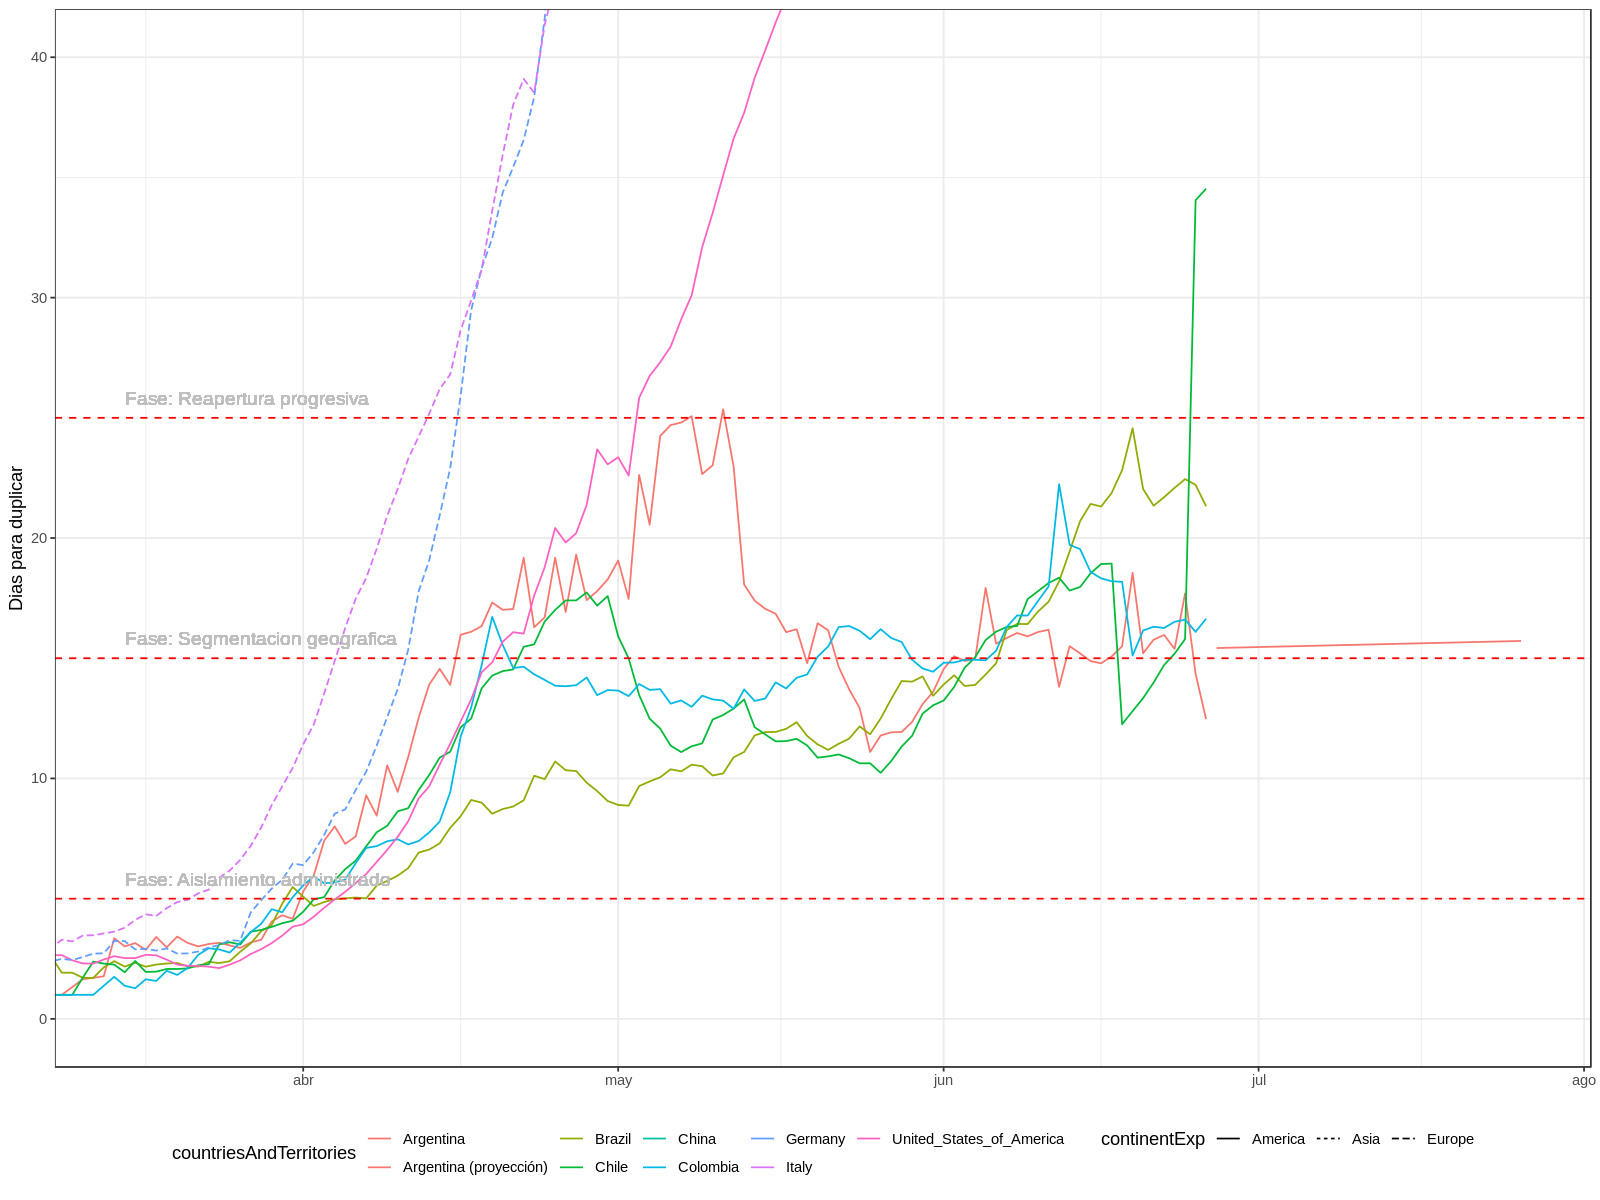 40
30
20
10
0
Dias para duplicar
Fase: Reapertura progresiva
Fase: Segmentacion geografica
Fase: Aislamiento administrado
abr may jun jul ago
countriesAndTerritories
Argentina Brazil China Germany United_States_of_America
Argentina (proyección) Chile Colombia Italy
continentExp America Asia Europe